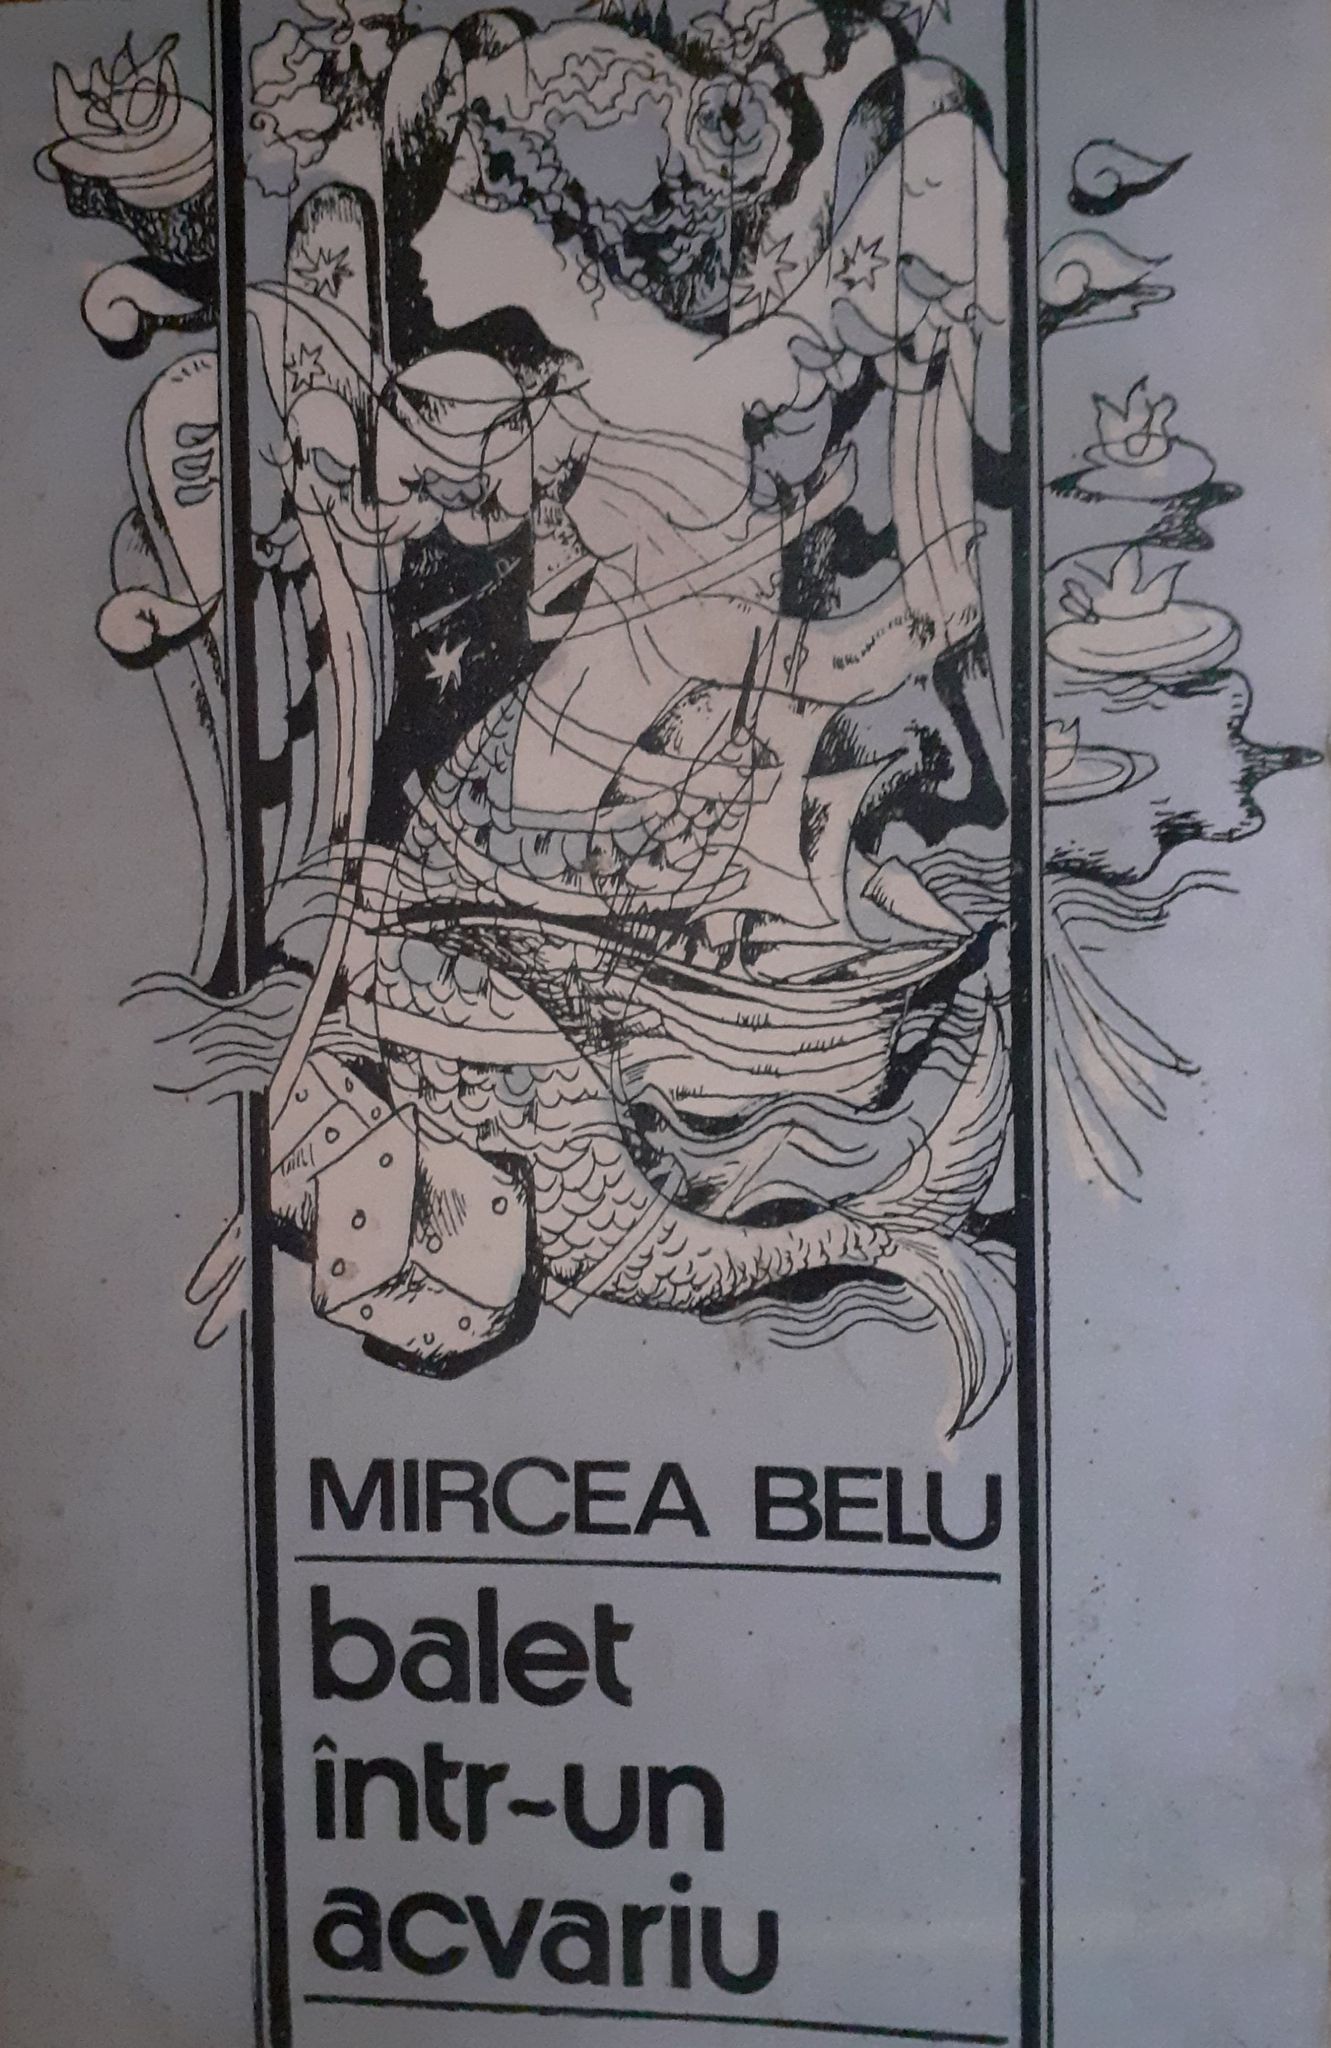 MIRCEA BELU
balet
într-un
acvariu